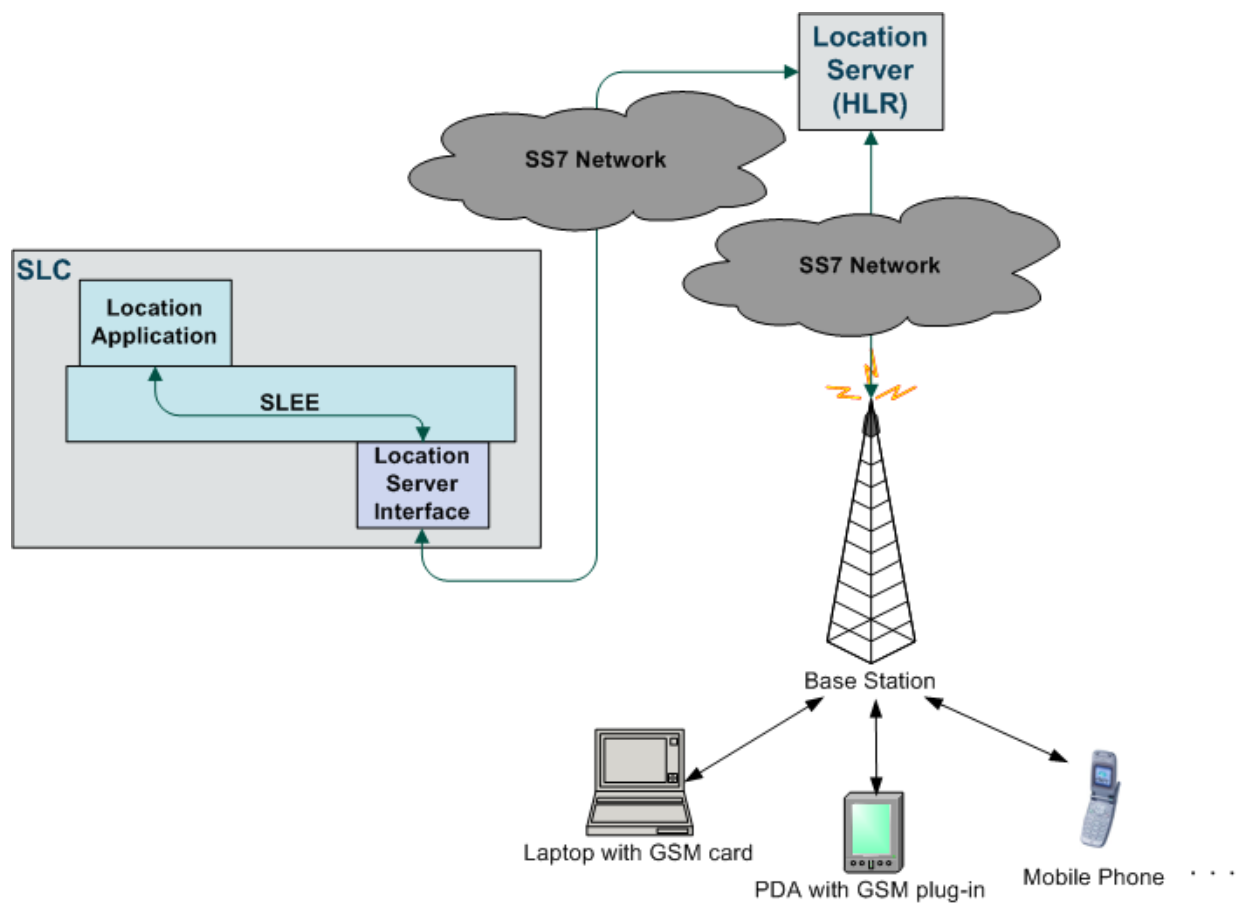 Location
Server
(HLR)
SS7 Network
SS7 Network
SLC
Location
Application
SLEE
Location
Server
Interface
Base Station
Laptop with GSM card
PDA with GSM plug-in
Mobile Phone . . .